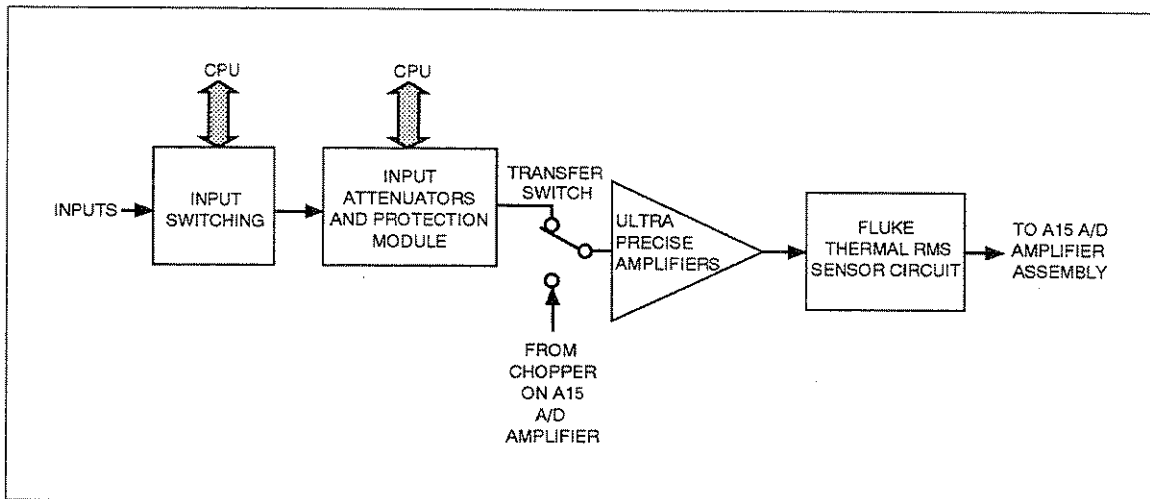 CPU
CPU
INPUTS
INPUT
SWITCHING
INPUT
ATTENUATORS
AND PROTECTION
MODULE
TRANSFER
SWITCH
ULTRA
PRECISE
AMPLIFIERS
FLUKE
THERMAL RMS
SENSOR CIRCUIT
TO A15 A/D
AMPLIFIER
ASSEMBLY
FROM
CHOPPER
ON A15
A/D
AMPLIFIER